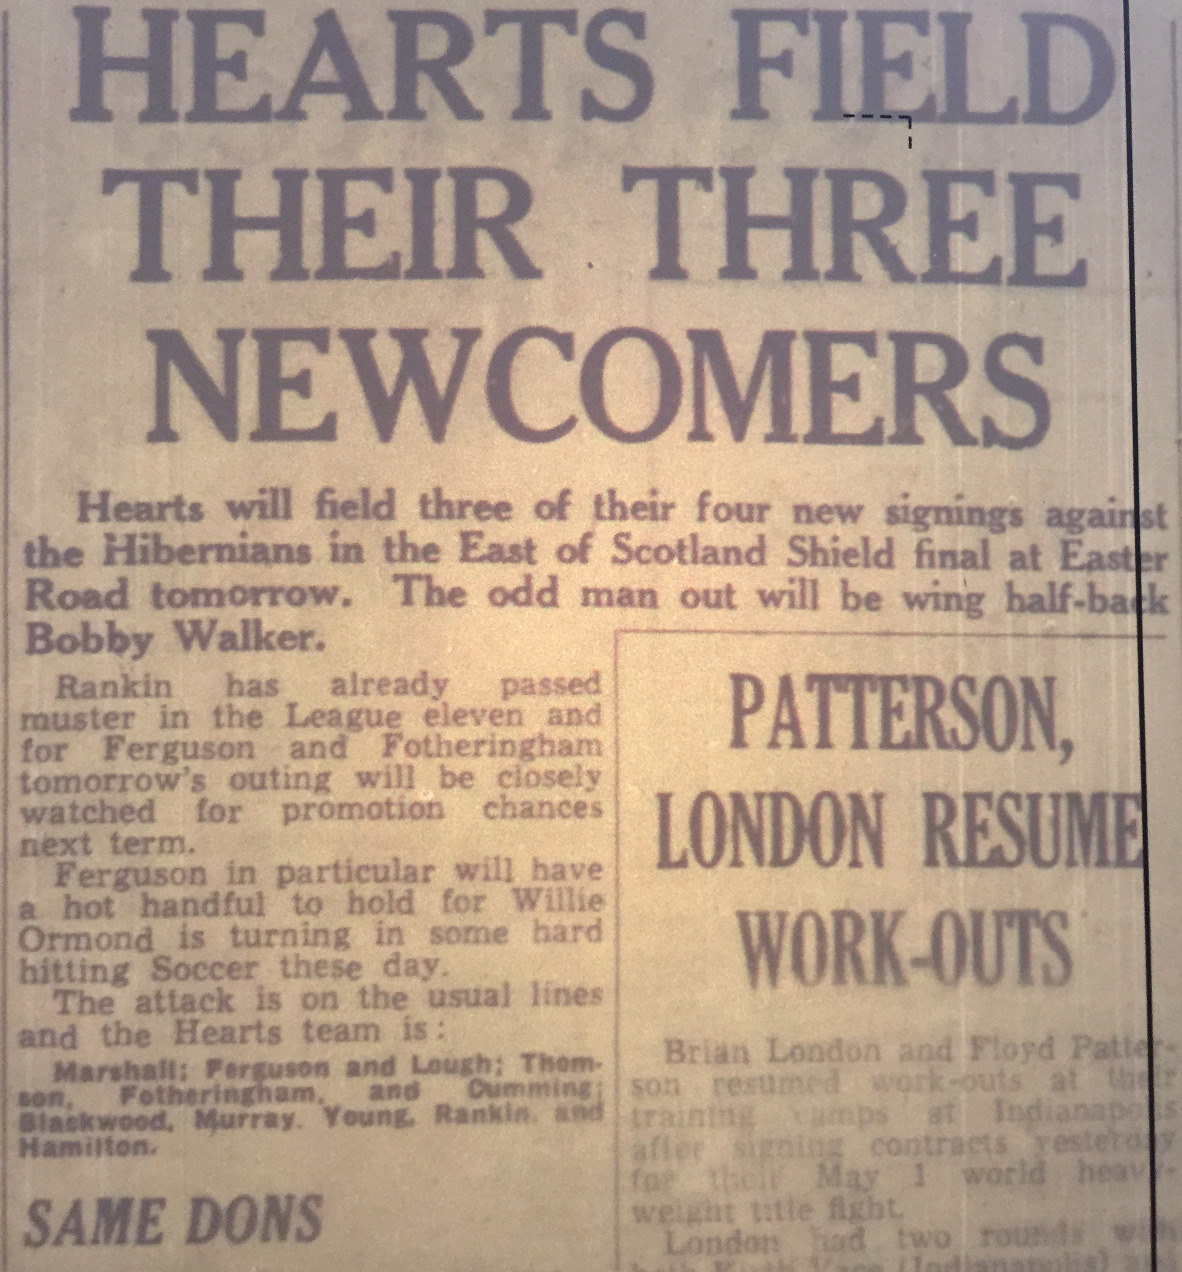 HEARTS FIELD
THEIR THREE
NEWCOMERS
Hearts will field three of their four new signings against
the Hibernians in the East of Scotland Shield final at Easter
Road tomorrow. The odd man out will be wing half-back
Bobby Walker.
Rankin has already passed
muster in the League eleven and
for Ferguson and Fotheringham
tomorrow's outing will be closely
watched for promotion chances
next term.
Ferguson in particular will have
a hot handful to hold for Willie
Ormond is turning in some hard
hitting Soccer these day.
The attack is on the usual lines
and the Hearts team is:
Marshall; Ferguson and Lough; Thom-
son, Fotheringham, and Cumming;
Blackwood, Murray, Young, Rankin, and
Hamilton.
SAME DONS
PATTERSON,
LONDON RESUME
WORK-OUTS
Brian London and Floyd Patter-
son resumed work-outs at their
training camps at Indianapolis
after signing contracts yesterday
for their May 1 world heavy-
weight title fight.
London had two rounds with
(Indianapolis)